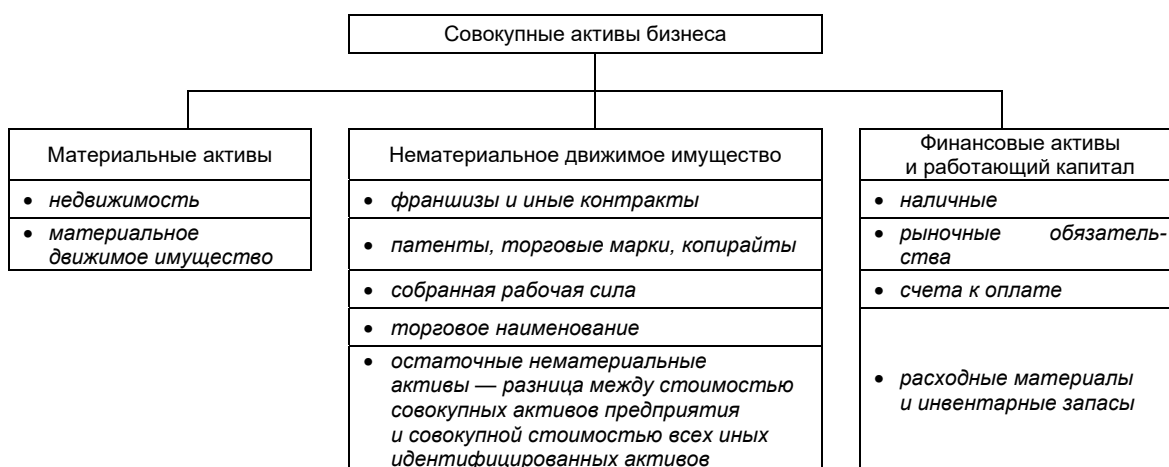 Совокупные активы бизнеса
Материальные активы
• недвижимость
• материальное
движимое имущество
Нематериальное движимое имущество
• франшизы и иные контракты
• патенты, торговые марки, копирайты
• собранная рабочая сила
• торговое наименование
• остаточные нематериальные
активы — разница между стоимостью
совокупных активов предприятия
и совокупной стоимостью всех иных
идентифицированных активов
Финансовые активы
и работающий капитал
• наличные
• рыночные обязатель-
ства
• счета к оплате
• расходные материалы
и инвентарные запасы